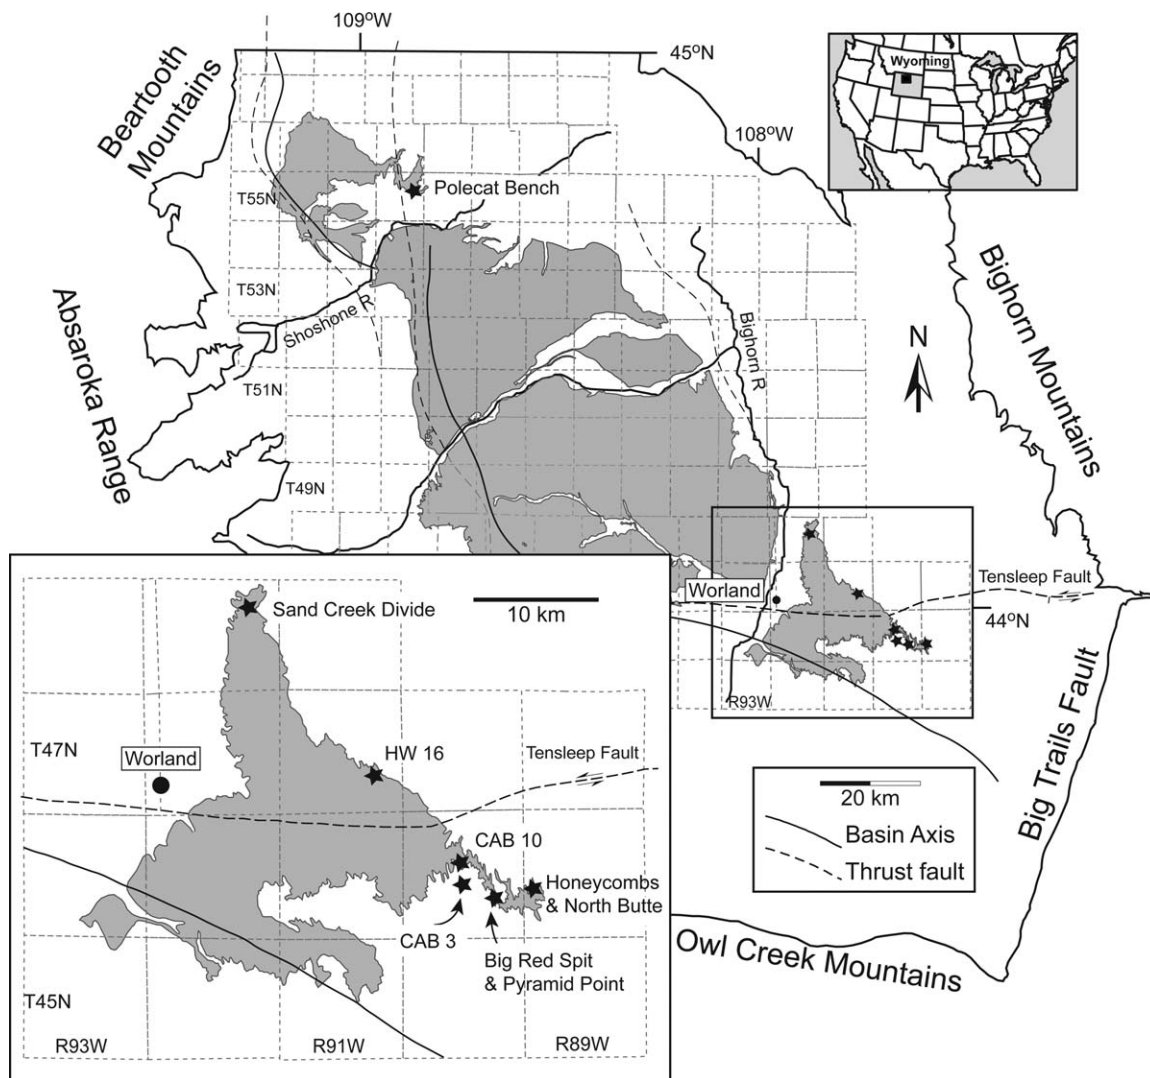 109°W
45°N
Wyoming
Beartooth
Mountains
108°W
Polecat Bench
T55N
T53N
Shoshone R
Bighorn R
Absaroka Range
T51N
N
Bighorn Mountains
T49N
Tensleep Fault
Worland
44°N
R93W
Big Trails Fault
20 km
Basin Axis
Thrust fault
Owl Creek Mountains
10 km
Sand Creek Divide
T47N
Worland
HW 16
Tensleep Fault
CAB 10
Honeycombs
& North Butte
CAB 3
Big Red Spit
& Pyramid Point
T45N
R93W
R91W
R89W